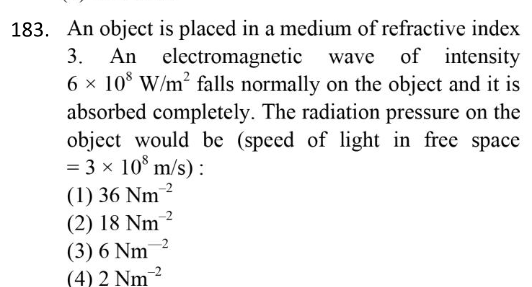 183. An object is placed in a medium of refractive index
3. An electromagnetic wave of intensity
6 × 10⁸ W/m² falls normally on the object and it is
absorbed completely. The radiation pressure on the
object would be (speed of light in free space
= 3 × 10⁸ m/s) :
(1) 36 Nm⁻²
(2) 18 Nm⁻²
(3) 6 Nm⁻²
(4) 2 Nm⁻²